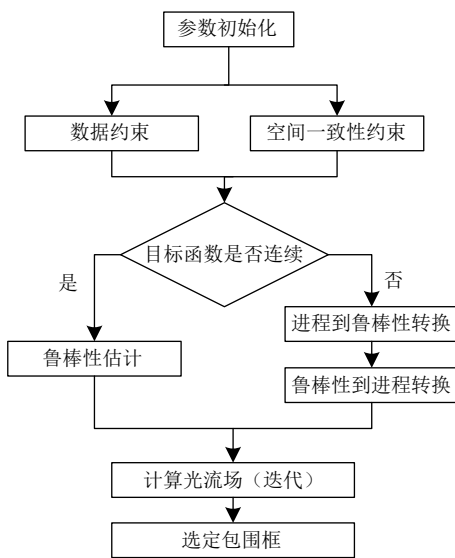 参数初始化
数据约束
空间一致性约束
目标函数是否连续
是
否
进程到鲁棒性转换
鲁棒性估计
鲁棒性到进程转换
计算光流场（迭代）
选定包围框